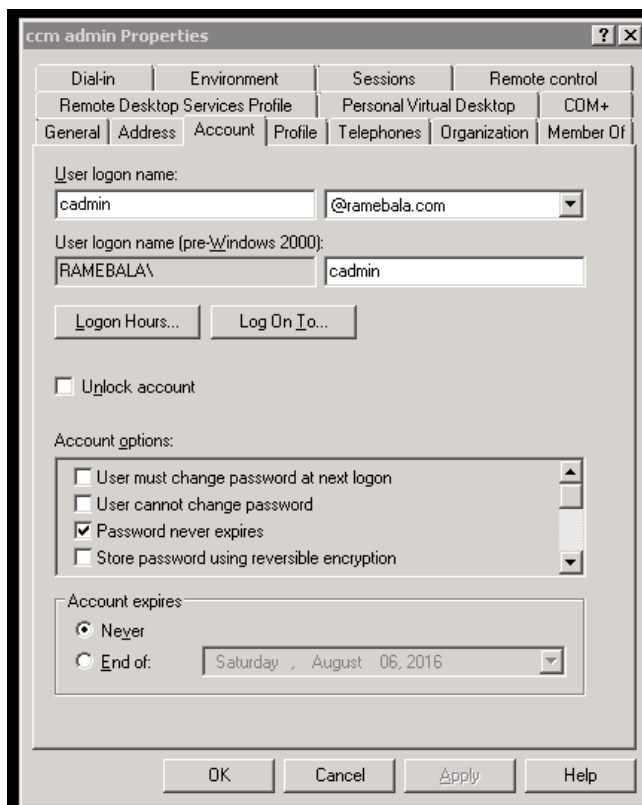 ccm admin Properties
Dial-in Environment Sessions Remote control
Remote Desktop Services Profile Personal Virtual Desktop COM+
General Address Account Profile Telephones Organization Member Of
User logon name:
cadmin @ramebala.com
User logon name (pre-Windows 2000):
RAMEBALA\ cadmin
Logon Hours... Log On To...
Unlock account
Account options:
User must change password at next logon
User cannot change password
Password never expires
Store password using reversible encryption
Account expires
Never
End of: Saturday , August 06, 2016
OK Cancel Apply Help